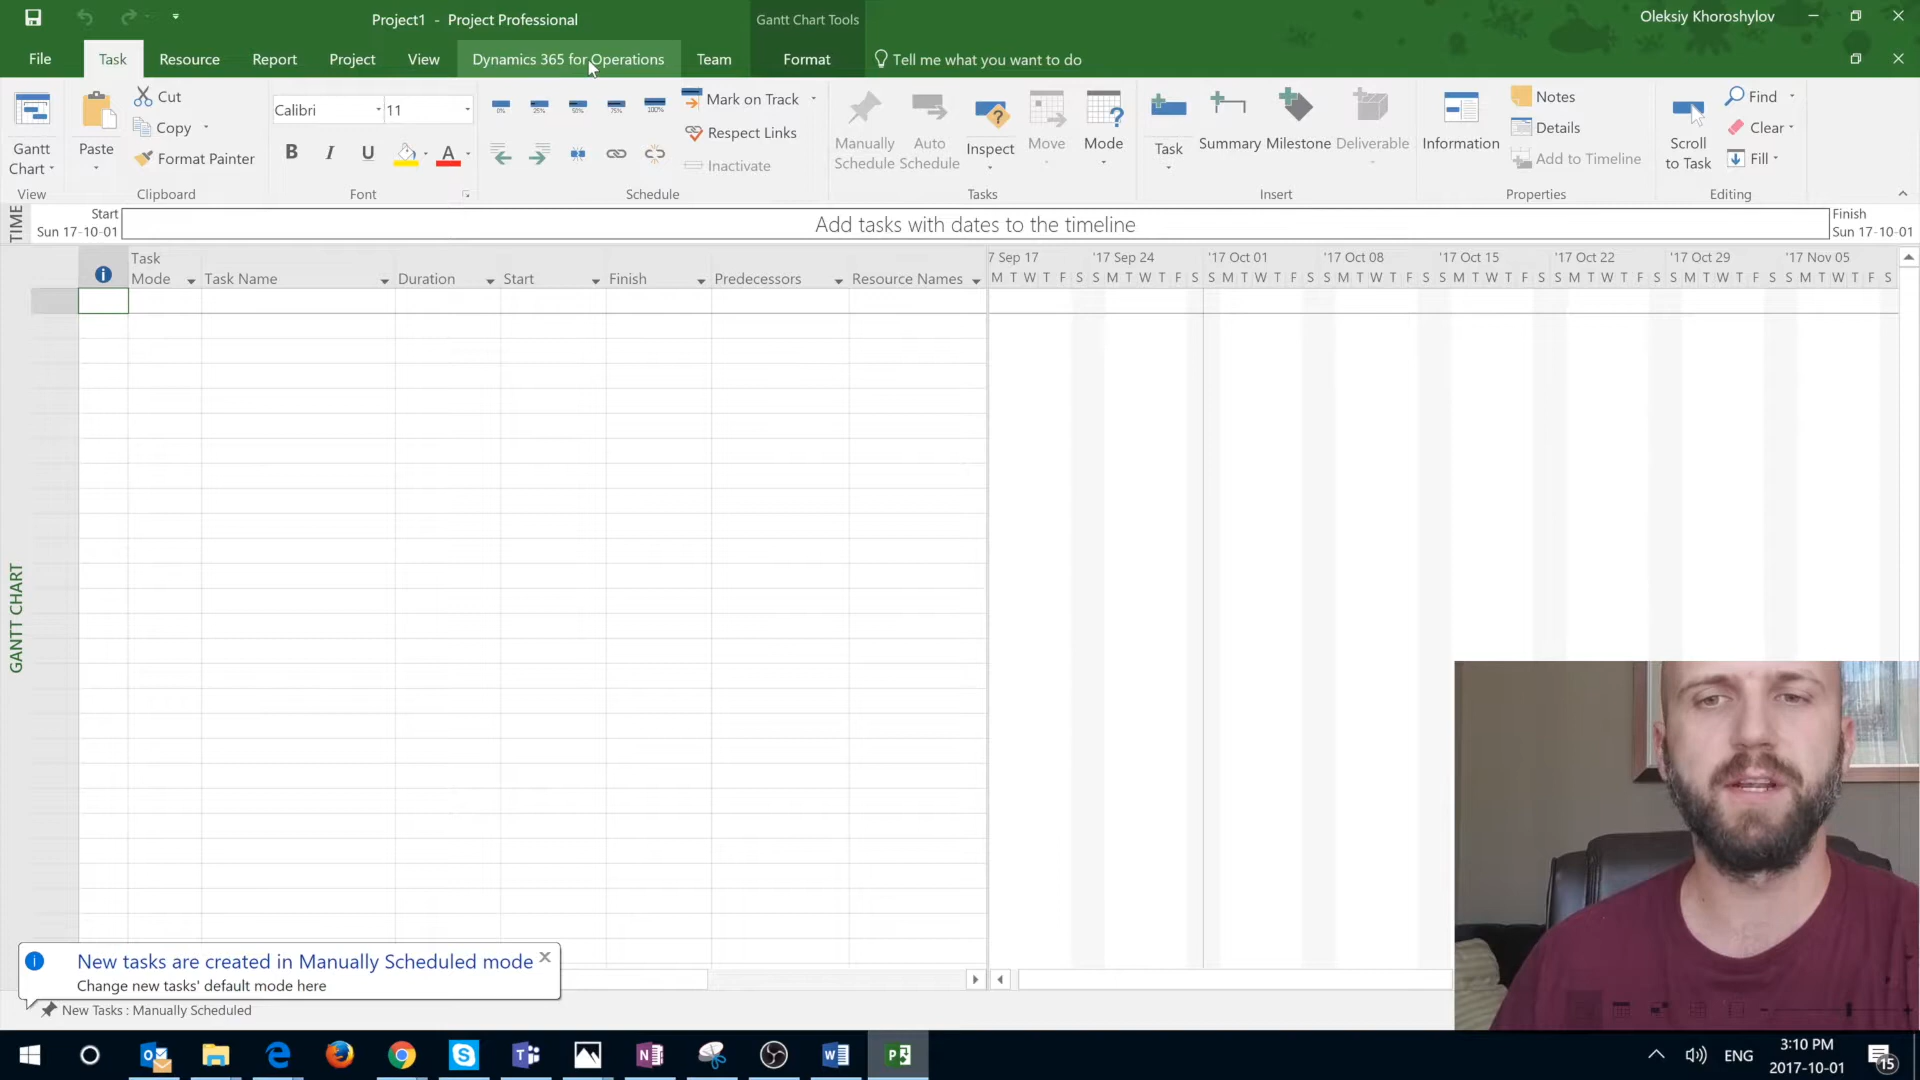 Project1 - Project Professional
Gantt Chart Tools
Oleksiy Khoroshylov
File
Task
Resource
Report
Project
View
Dynamics 365 for Operations
Team
Format
Tell me what you want to do
Gantt Chart
View
Paste
Cut
Copy
Format Painter
Clipboard
Calibri
11
B I U A
Font
0% 25% 50% 75% 100%
Mark on Track
Respect Links
Inactivate
Schedule
Manually Schedule
Auto Schedule
Inspect
Move
Mode
Tasks
Task
Summary
Milestone
Deliverable
Insert
Information
Notes
Details
Add to Timeline
Properties
Scroll to Task
Find
Clear
Fill
Editing
TIME
Start
Sun 17-10-01
Add tasks with dates to the timeline
Finish
Sun 17-10-01
Task Mode
Task Name
Duration
Start
Finish
Predecessors
Resource Names
7 Sep 17
'17 Sep 24
'17 Oct 01
'17 Oct 08
'17 Oct 15
'17 Oct 22
'17 Oct 29
'17 Nov 05
M T W T F S S M T W T F S S M T W T F S S M T W T F S S M T W T F S S M T W T F S S M T W T F S S M T W T F S
GANTT CHART
New tasks are created in Manually Scheduled mode
Change new tasks' default mode here
New Tasks : Manually Scheduled
ENG
3:10 PM
2017-10-01
15